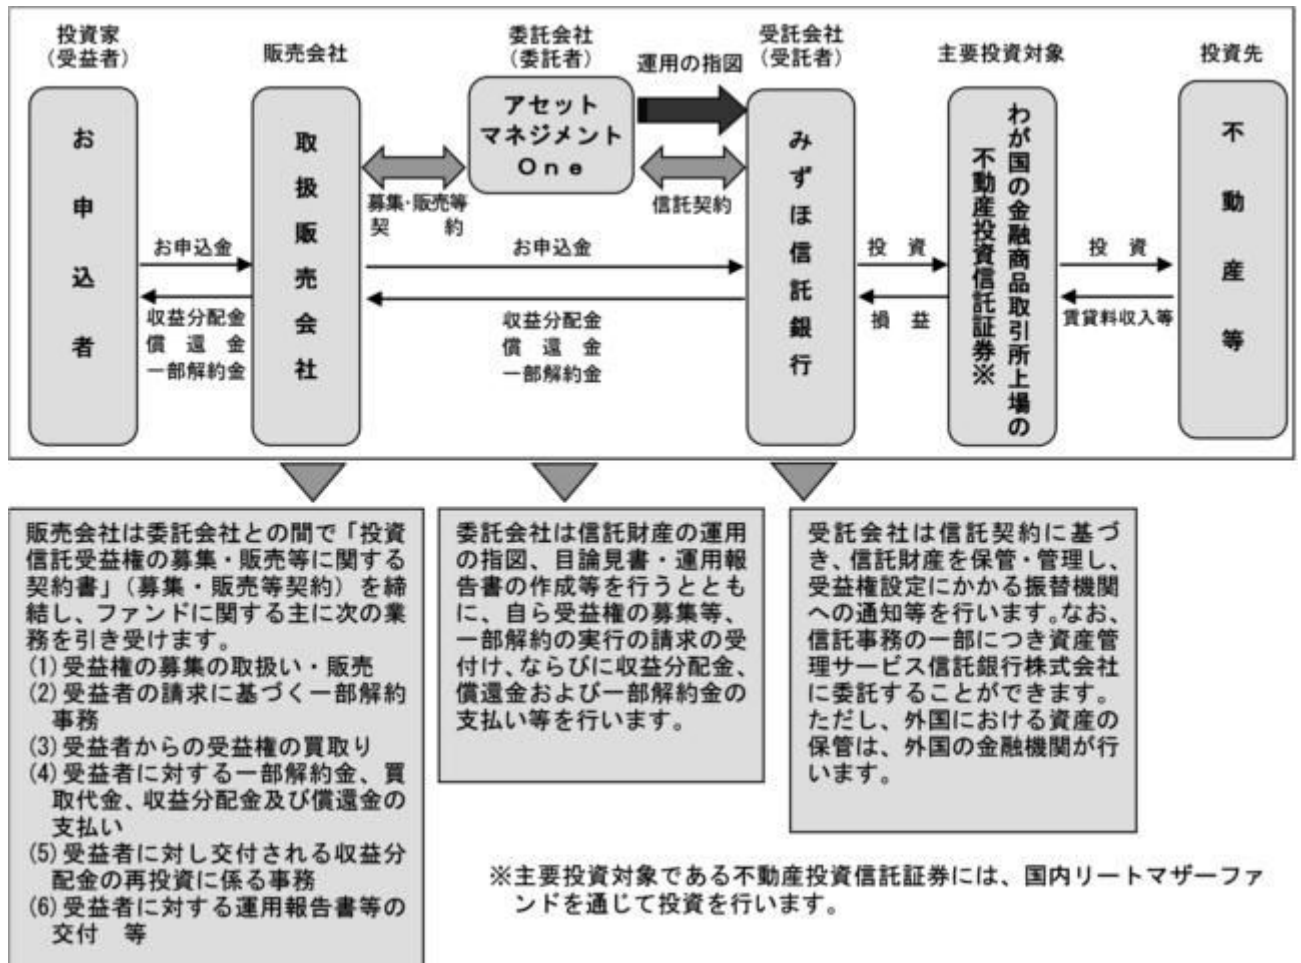 投資家
（受益者）
販売会社
委託会社
（委託者）
運用の指図
受託会社
（受託者）
主要投資対象
投資先
お申込者
取扱販売会社
アセット
マネジメント
Ｏｎｅ
みずほ信託銀行
わが国の金融商品取引所上場の
不動産投資信託証券※
不動産等
募集・販売等
契　　　約
信託契約
お申込金
収益分配金
償　還　金
一部解約金
お申込金
収益分配金
償　還　金
一部解約金
投　資
損　益
投　資
賃貸料収入等
販売会社は委託会社との間で「投資
信託受益権の募集・販売等に関する
契約書」（募集・販売等契約）を締
結し、ファンドに関する主に次の業
務を引き受けます。
(1)受益権の募集の取扱い・販売
(2)受益者の請求に基づく一部解約
事務
(3)受益者からの受益権の買取り
(4)受益者に対する一部解約金、買
取代金、収益分配金及び償還金の
支払い
(5)受益者に対し交付される収益分
配金の再投資に係る事務
(6)受益者に対する運用報告書等の
交付　等
委託会社は信託財産の運用
の指図、目論見書・運用報
告書の作成等を行うととも
に、自ら受益権の募集等、
一部解約の実行の請求の受
付け、ならびに収益分配金、
償還金および一部解約金の
支払い等を行います。
受託会社は信託契約に基づ
き、信託財産を保管・管理し、
受益権設定にかかる振替機関
への通知等を行います。なお、
信託事務の一部につき資産管
理サービス信託銀行株式会社
に委託することができます。
ただし、外国における資産の
保管は、外国の金融機関が行
います。
※主要投資対象である不動産投資信託証券には、国内リートマザーファ
ンドを通じて投資を行います。